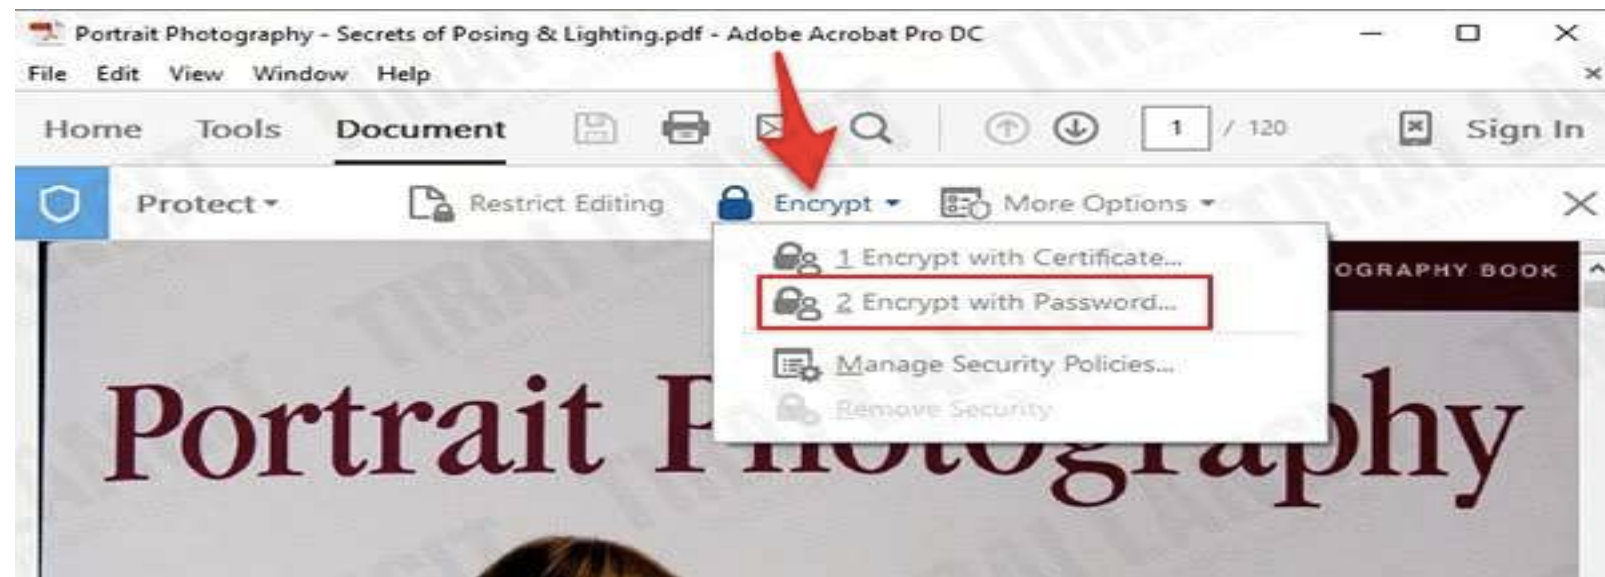 Portrait Photography - Secrets of Posing & Lighting.pdf - Adobe Acrobat Pro DC
File Edit View Window Help
Home Tools Document 1 / 120 Sign In
Protect Restrict Editing Encrypt More Options
1 Encrypt with Certificate...
OGRAPHY BOOK
2 Encrypt with Password...
Manage Security Policies...
Remove Security
Portrait Photography